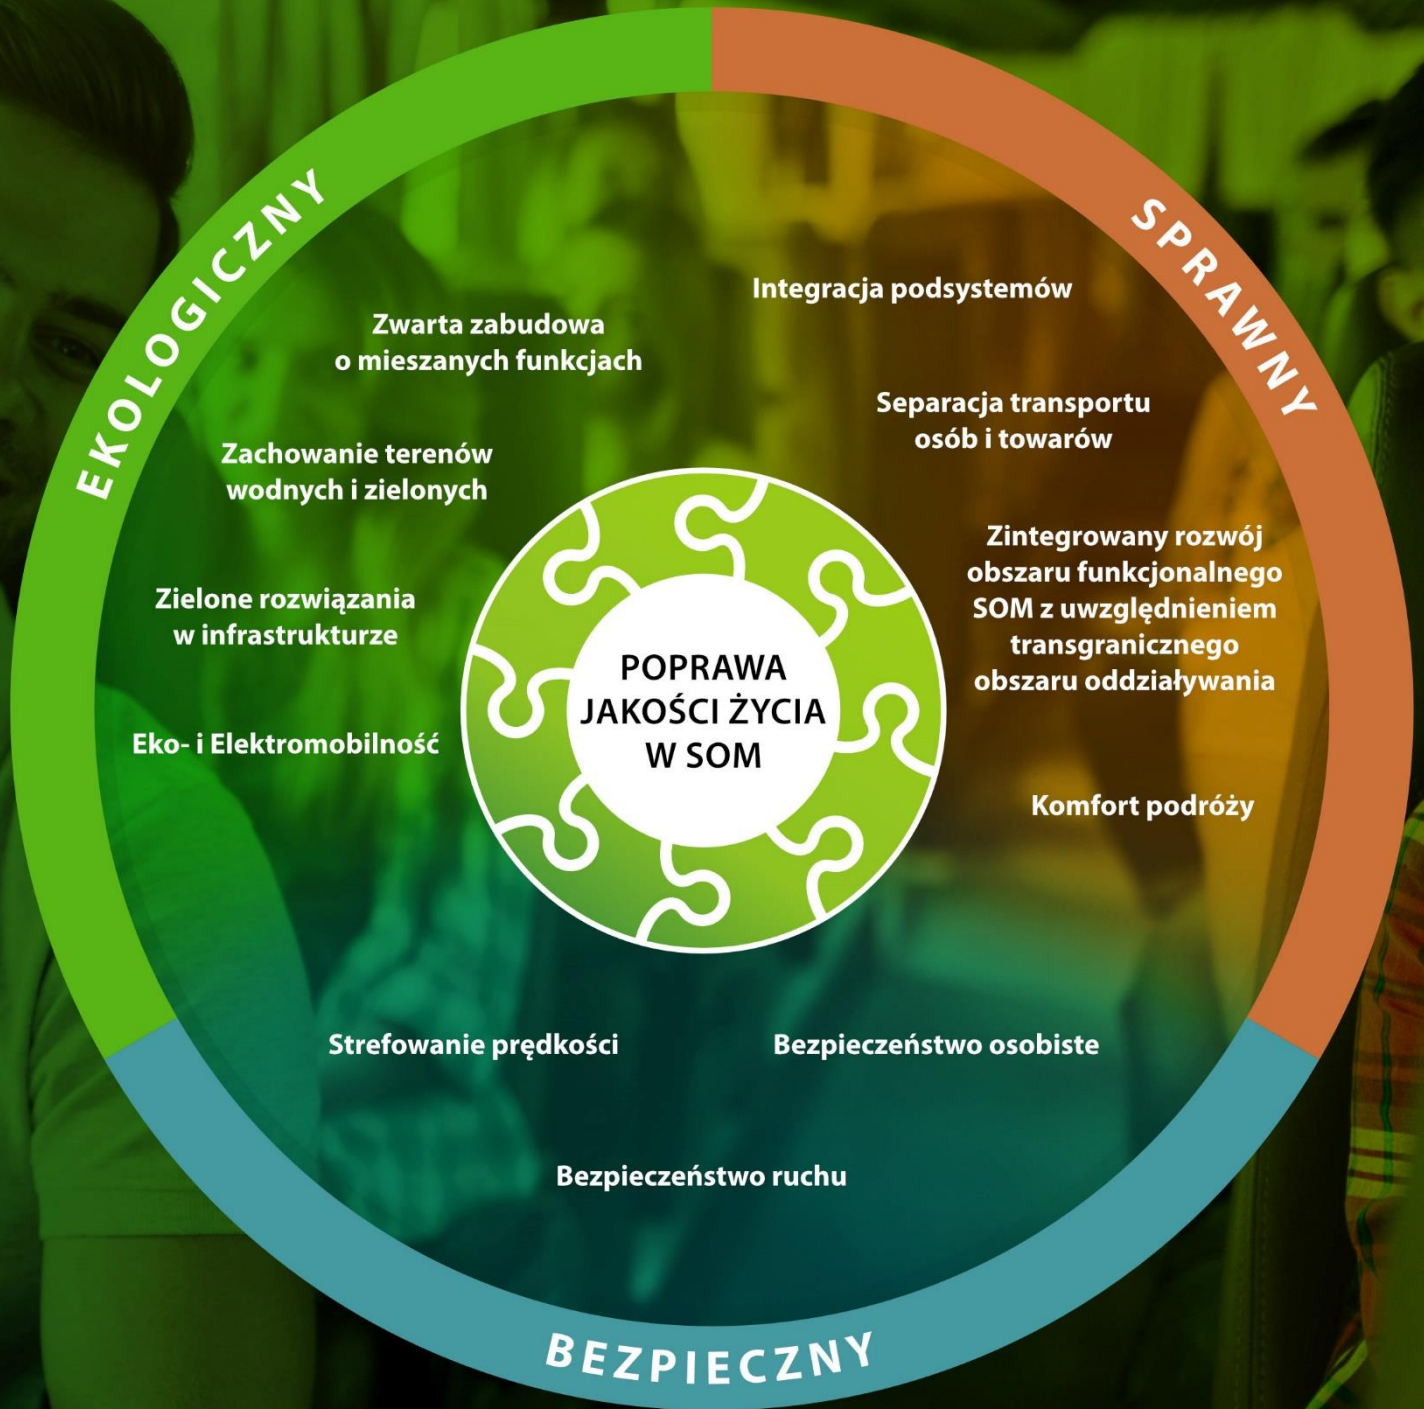 EKOLOGICZNY
Zwarta zabudowa
o mieszanych funkcjach
Zachowanie terenów
wodnych i zielonych
Zielone rozwiązania
w infrastrukturze
Eko- i Elektromobilność
SPRAWNY
Integracja podsystemów
Separacja transportu
osób i towarów
Zintegrowany rozwój
obszaru funkcjonalnego
SOM z uwzględnieniem
transgranicznego
obszaru oddziaływania
Komfort podróży
POPRAWA
JAKOŚCI ŻYCIA
W SOM
Strefowanie prędkości
Bezpieczeństwo osobiste
Bezpieczeństwo ruchu
BEZPIECZNY